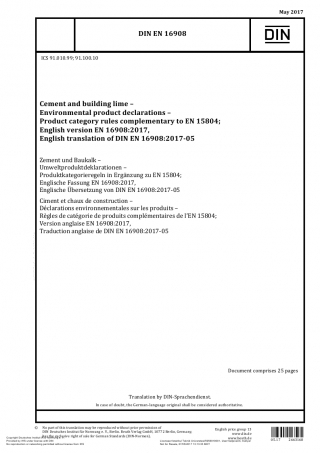 May 2017
DIN EN 16908
DIN
ICS 91.010.99; 91.100.10
Cement and building lime –
Environmental product declarations –
Product category rules complementary to EN 15804;
English version EN 16908:2017,
English translation of DIN EN 16908:2017-05
Zement und Baukalk –
Umweltproduktdeklarationen –
Produktkategorieregeln in Ergänzung zu EN 15804;
Englische Fassung EN 16908:2017,
Englische Übersetzung von DIN EN 16908:2017-05
Ciment et chaux de construction –
Déclarations environnementales sur les produits –
Règles de catégorie de produits complémentaires de l'EN 15804;
Version anglaise EN 16908:2017,
Traduction anglaise de DIN EN 16908:2017-05
Document comprises 25 pages
Translation by DIN-Sprachendienst.
In case of doubt, the German-language original shall be considered authoritative.
No part of this translation may be reproduced without prior permission of
DIN Deutsches Institut für Normung e. V., Berlin. Beuth Verlag GmbH, 10772 Berlin, Germany,
has the exclusive right of sale for German Standards (DIN-Normen).
English price group 13
www.din.de
www.beuth.de